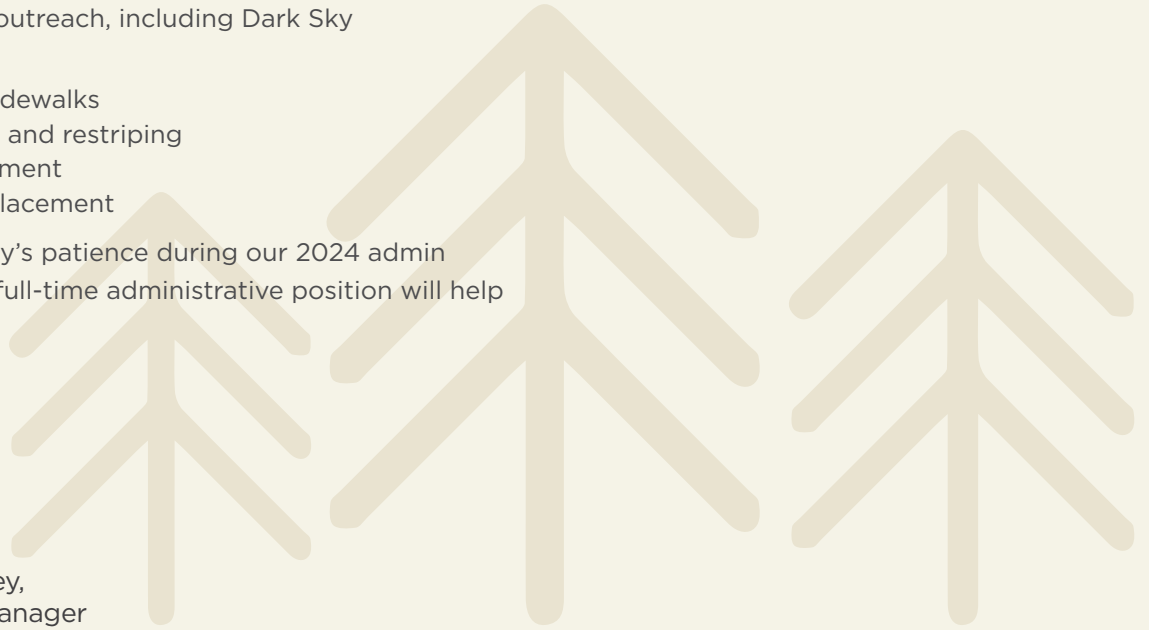 outreach, including Dark Sky
dewalks
and restriping
ment
lacement
y’s patience during our 2024 admin
full-time administrative position will help
ey,
anager